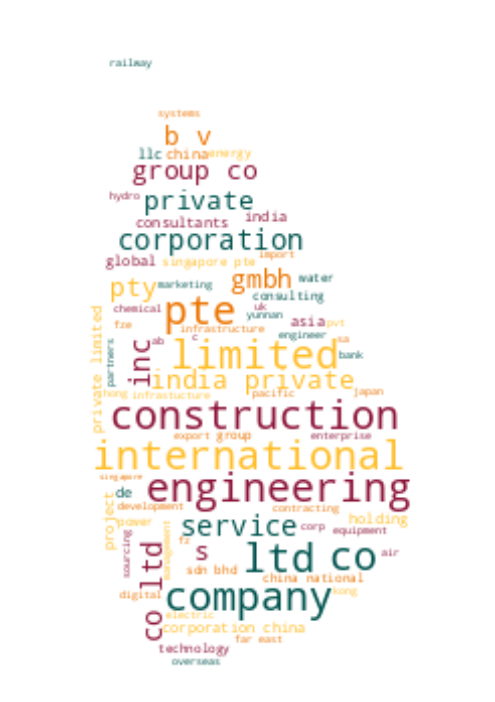 railway
systems
b v
llc china energy
group co
hydro private
consultants india
corporation
import
global singapore pte
gmbh water
pty marketing
consulting
chemical pte uk
yunnan
fze infrastructure asia pvt
engineer
ab c sa
private limited
partners
inc limited bank
india private
hong infrastucture pacific japan
construction
export group enterprise
international
singapore
de engineering
development contracting
project power service corp holding
equipment
sourcing
co ltd
management
fz
s ltd co air
sdn bhd
china national
digital company kong
electric
corporation china
far east
technology
overseas